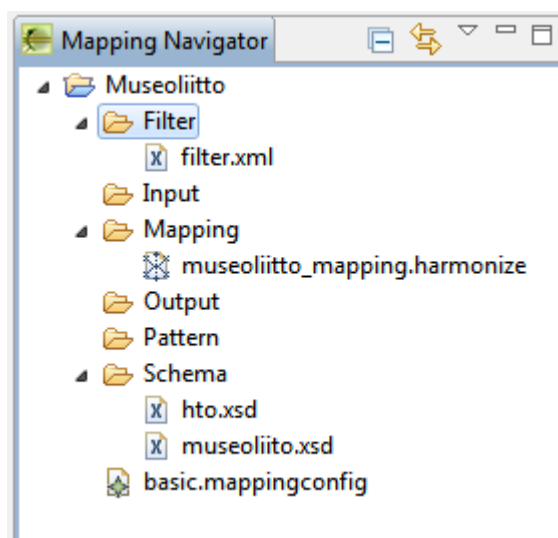 Mapping Navigator
Museoliitto
Filter
filter.xml
Input
Mapping
museoliitto_mapping.harmonize
Output
Pattern
Schema
hto.xsd
museoliito.xsd
basic.mappingconfig